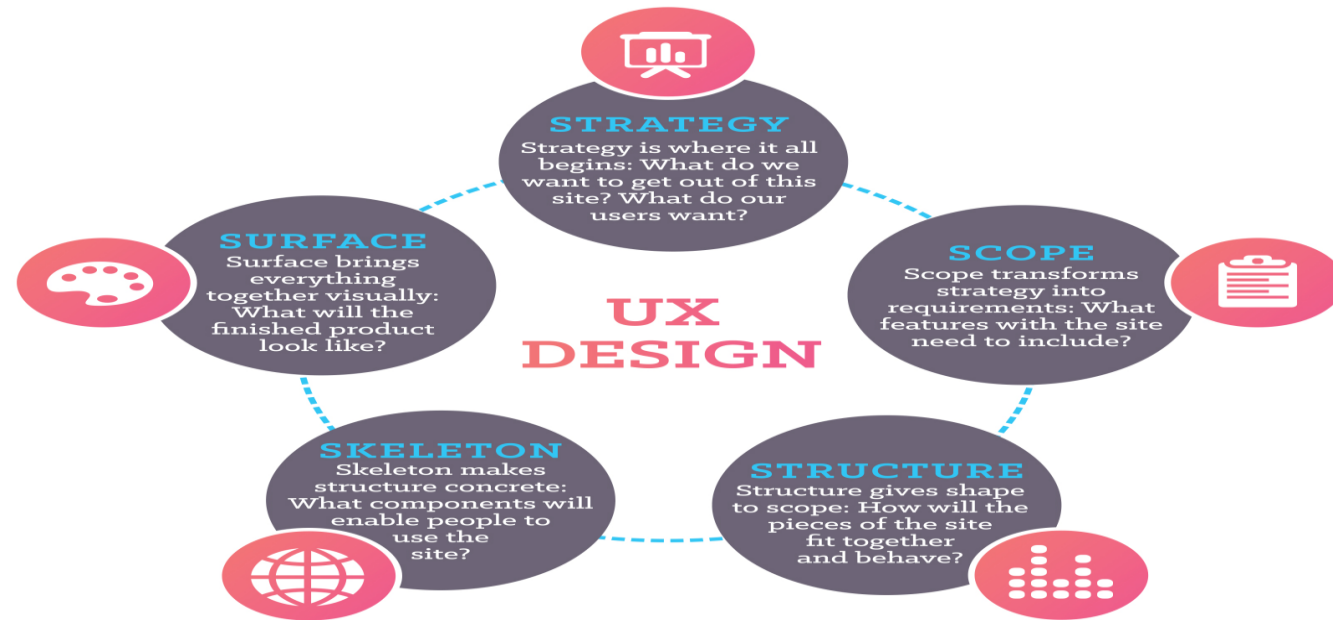 STRATEGY
Strategy is where it all
begins: What do we
want to get out of this
site? What do our
users want?
SURFACE
Surface brings
everything
together visually:
What will the
finished product
look like?
SCOPE
Scope transforms
strategy into
requirements: What
features with the site
need to include?
UX
DESIGN
SKELETON
Skeleton makes
structure concrete:
What components will
enable people to
use the
site?
STRUCTURE
Structure gives shape
to scope: How will the
pieces of the site
fit together
and behave?